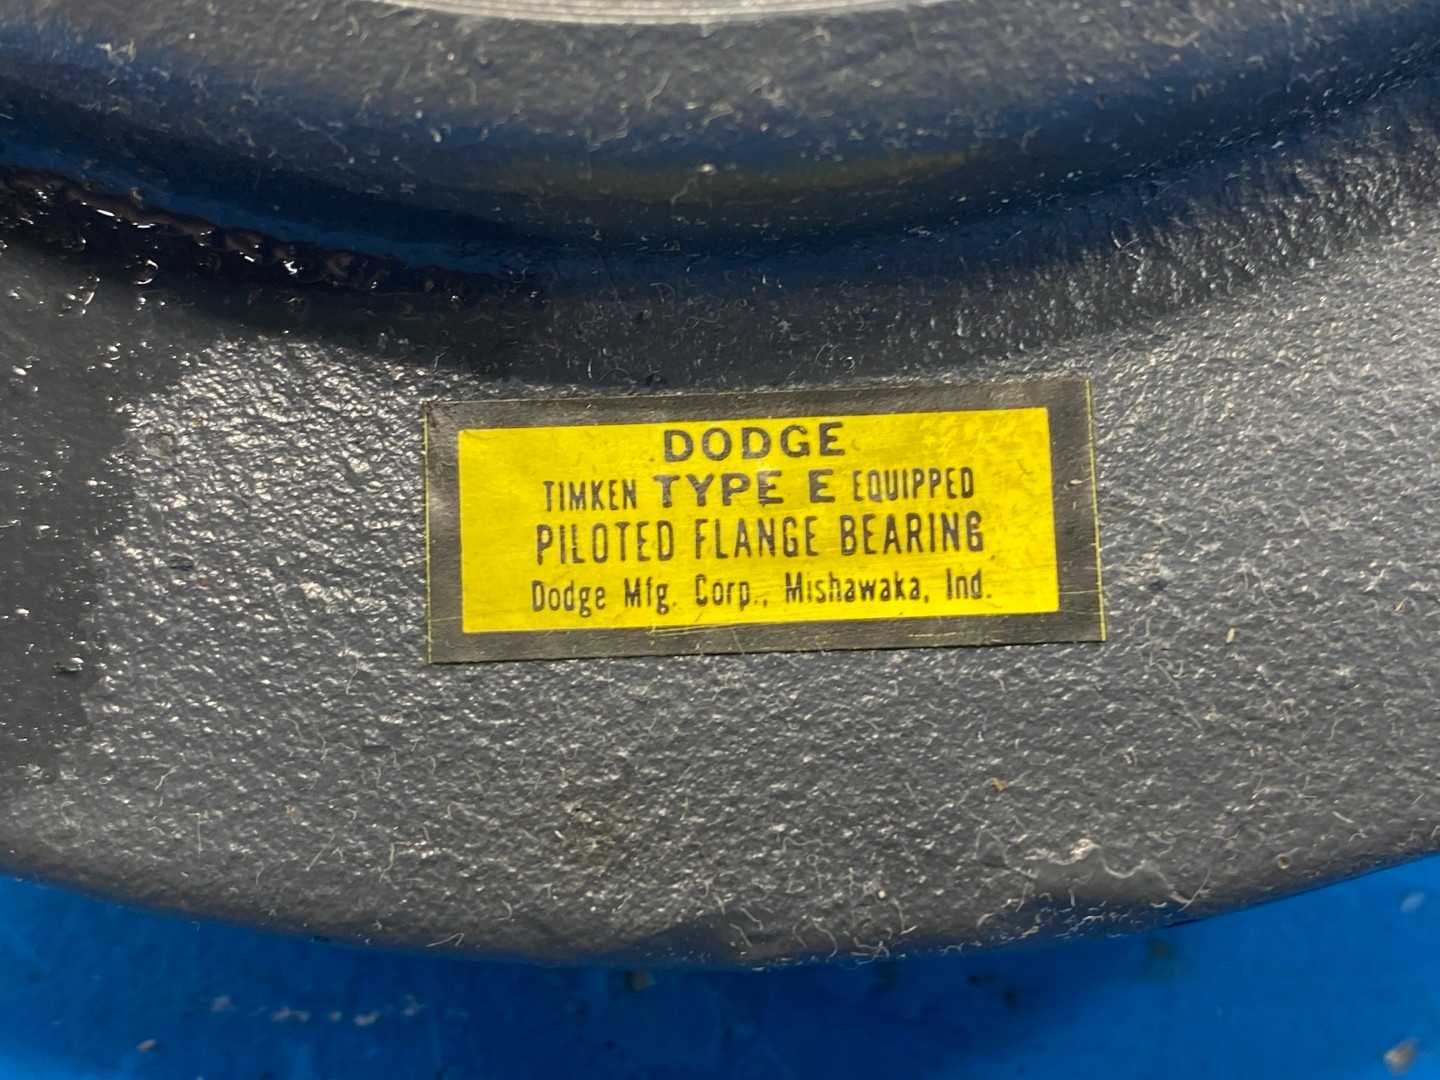 DODGE
TIMKEN TYPE E EQUIPPED
PILOTED FLANGE BEARING
Dodge Mfg. Corp., Mishawaka, Ind.